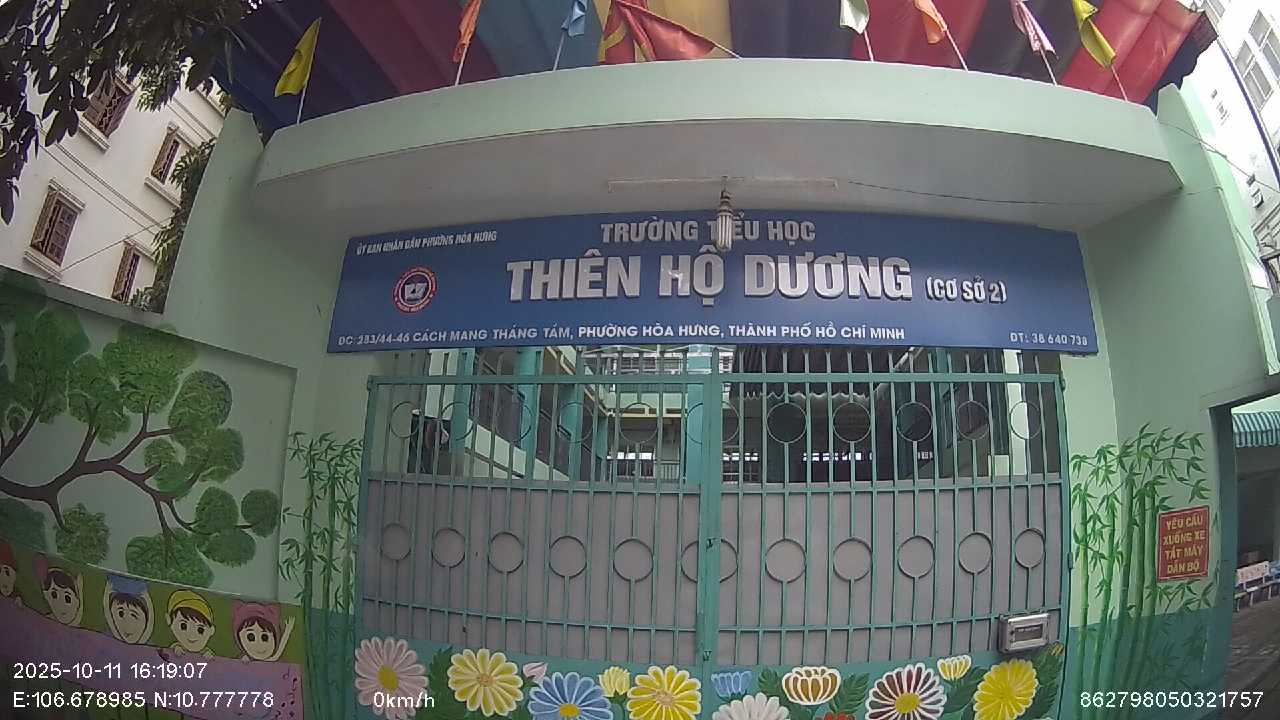 ỦY BAN NHÂN DÂN PHƯỜNG HÒA HƯNG
TRƯỜNG TIỂU HỌC
THIÊN HỘ DƯƠNG (CƠ SỞ 2)
ĐC: 283/44-46 CÁCH MẠNG THÁNG TÁM, PHƯỜNG HÒA HƯNG, THÀNH PHỐ HỒ CHÍ MINH
ĐT: 38 640 738
YÊU CẦU
XUỐNG XE
TẮT MÁY
DẪN BỘ
2025-10-11 16:19:07
E:106.678985 N:10.777778
0km/h
862798050321757